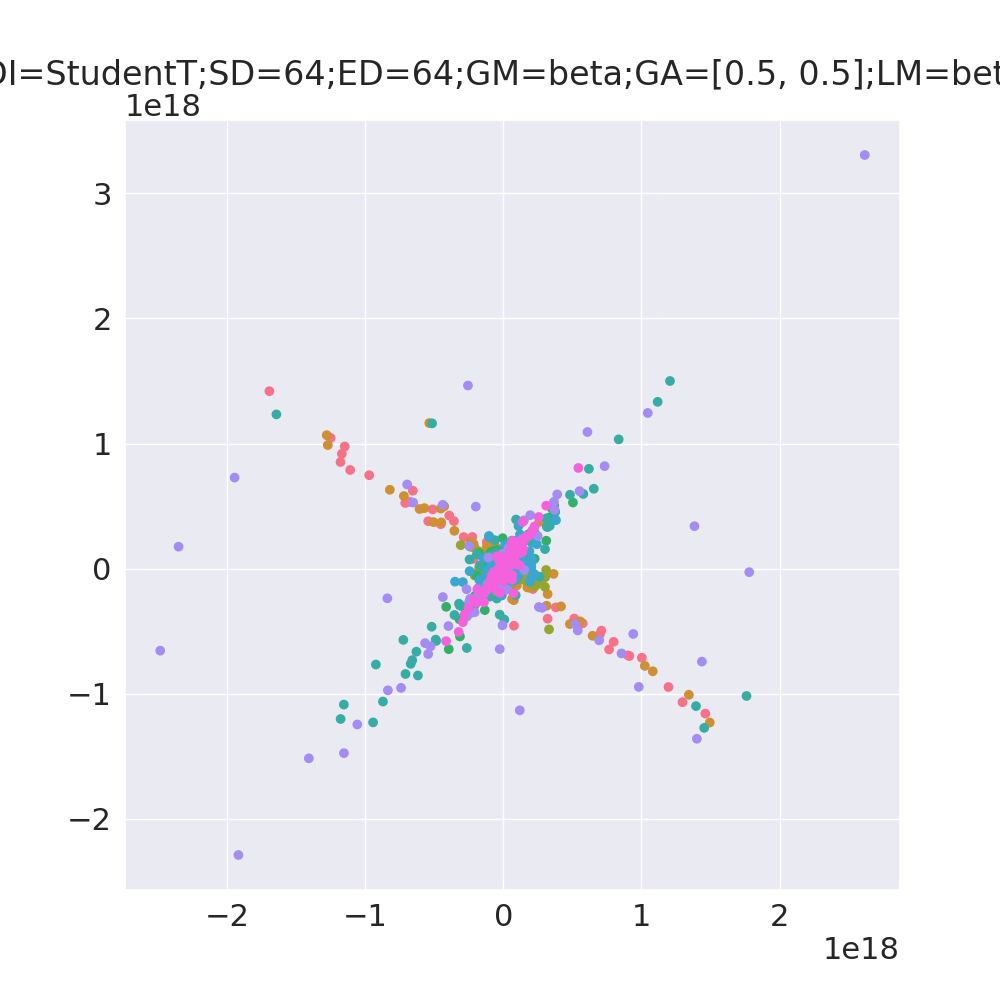 DI=StudentT;SD=64;ED=64;GM=beta;GA=[0.5, 0.5];LM=bet
1e18
3
2
1
0
−1
−2
−2 −1 0 1 2
1e18